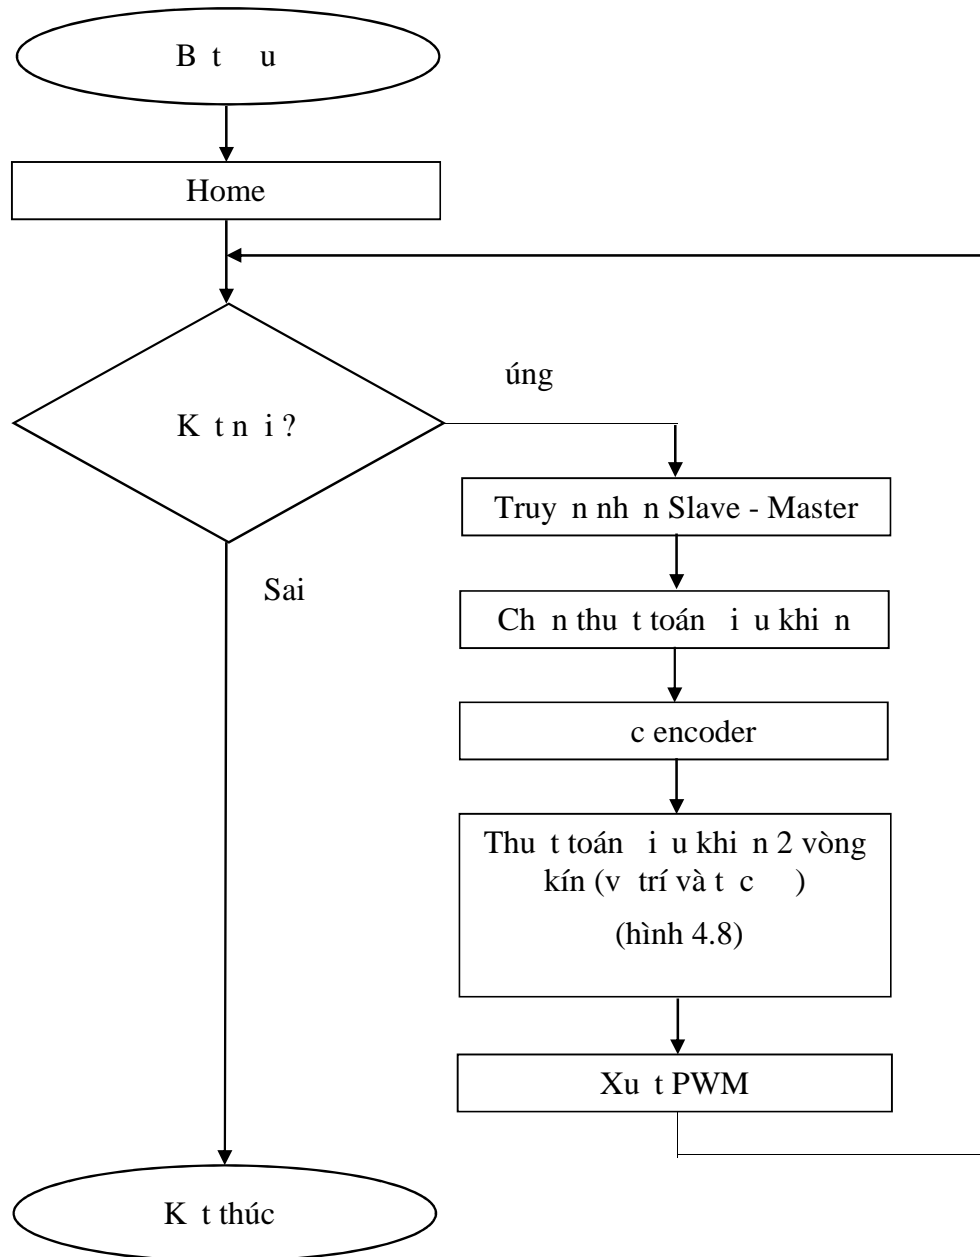 B t u
Home
úng
K t n i ?
Truy n nh n Slave - Master
Sai
Ch n thu t toán i u khi n
c encoder
Thu t toán i u khi n 2 vòng
kín (v trí và t c )
(hình 4.8)
Xu t PWM
K t thúc